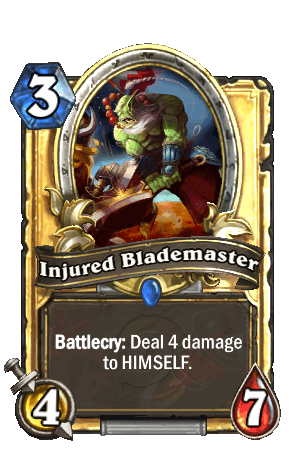 3
Injured Blademaster
Battlecry: Deal 4 damage
to HIMSELF.
4
7